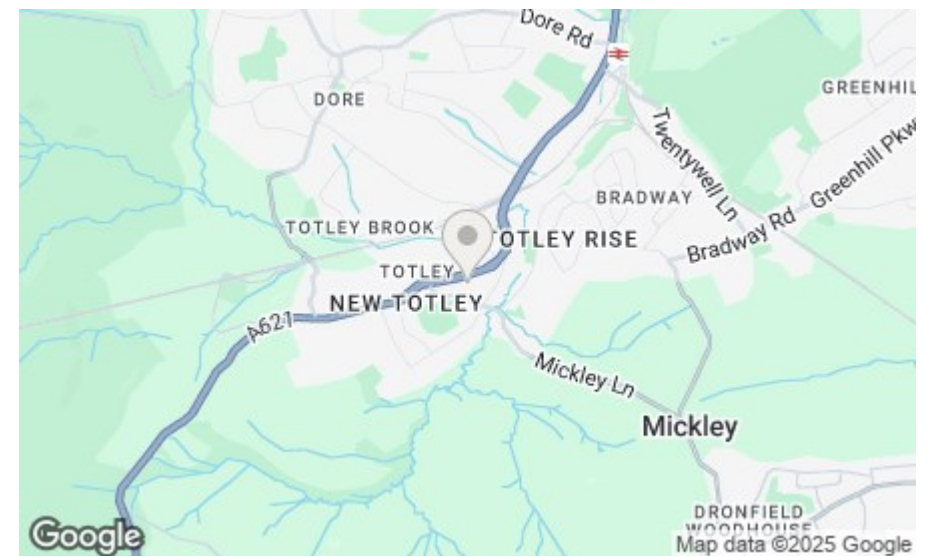 Dore Rd
GREENHIL
DORE
Twentywell Ln
Greenhill Pkw
BRADWAY
TOTLEY BROOK
TOTLEY RISE
Bradway Rd
TOTLEY
NEW TOTLEY
A621
Mickley Ln
Mickley
DRONFIELD
WOODHOUSE
Google
Map data ©2025 Google